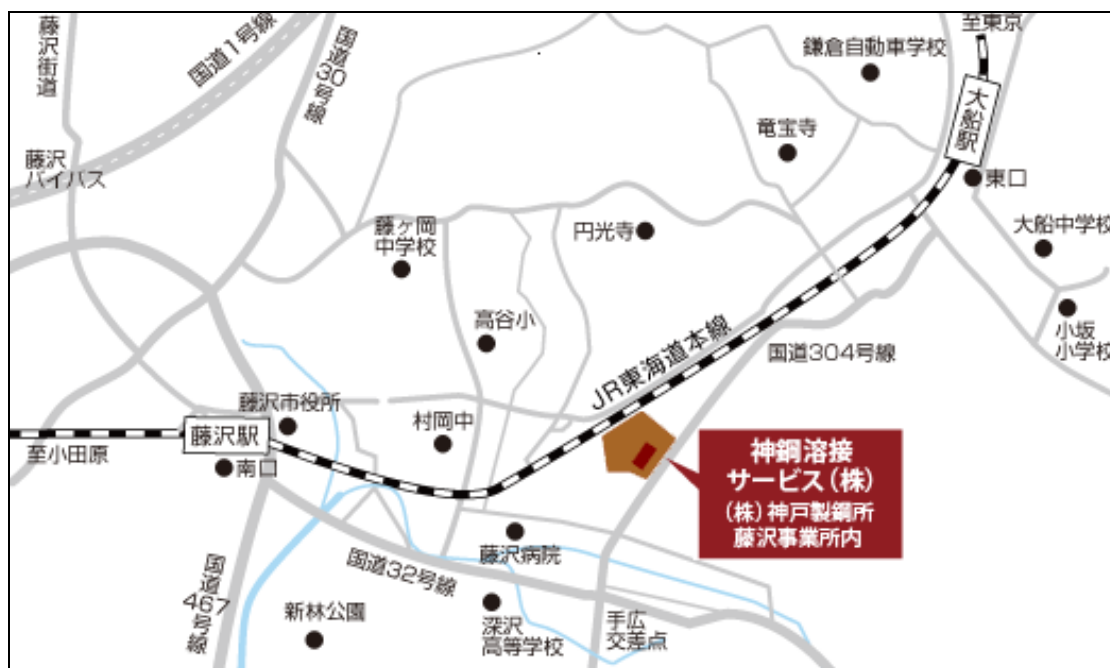 至東京
藤沢街道
国道1号線
国道30号線
鎌倉自動車学校
大船駅
竜宝寺
藤沢
バイパス
東口
藤ヶ岡
中学校
円光寺
大船中学校
高谷小
小坂
小学校
国道304号線
JR東海道本線
藤沢市役所
村岡中
藤沢駅
至小田原
南口
神鋼溶接
サービス(株)
(株)神戸製鋼所
藤沢事業所内
藤沢病院
国道32号線
国道467号線
新林公園
深沢
高等学校
手広
交差点